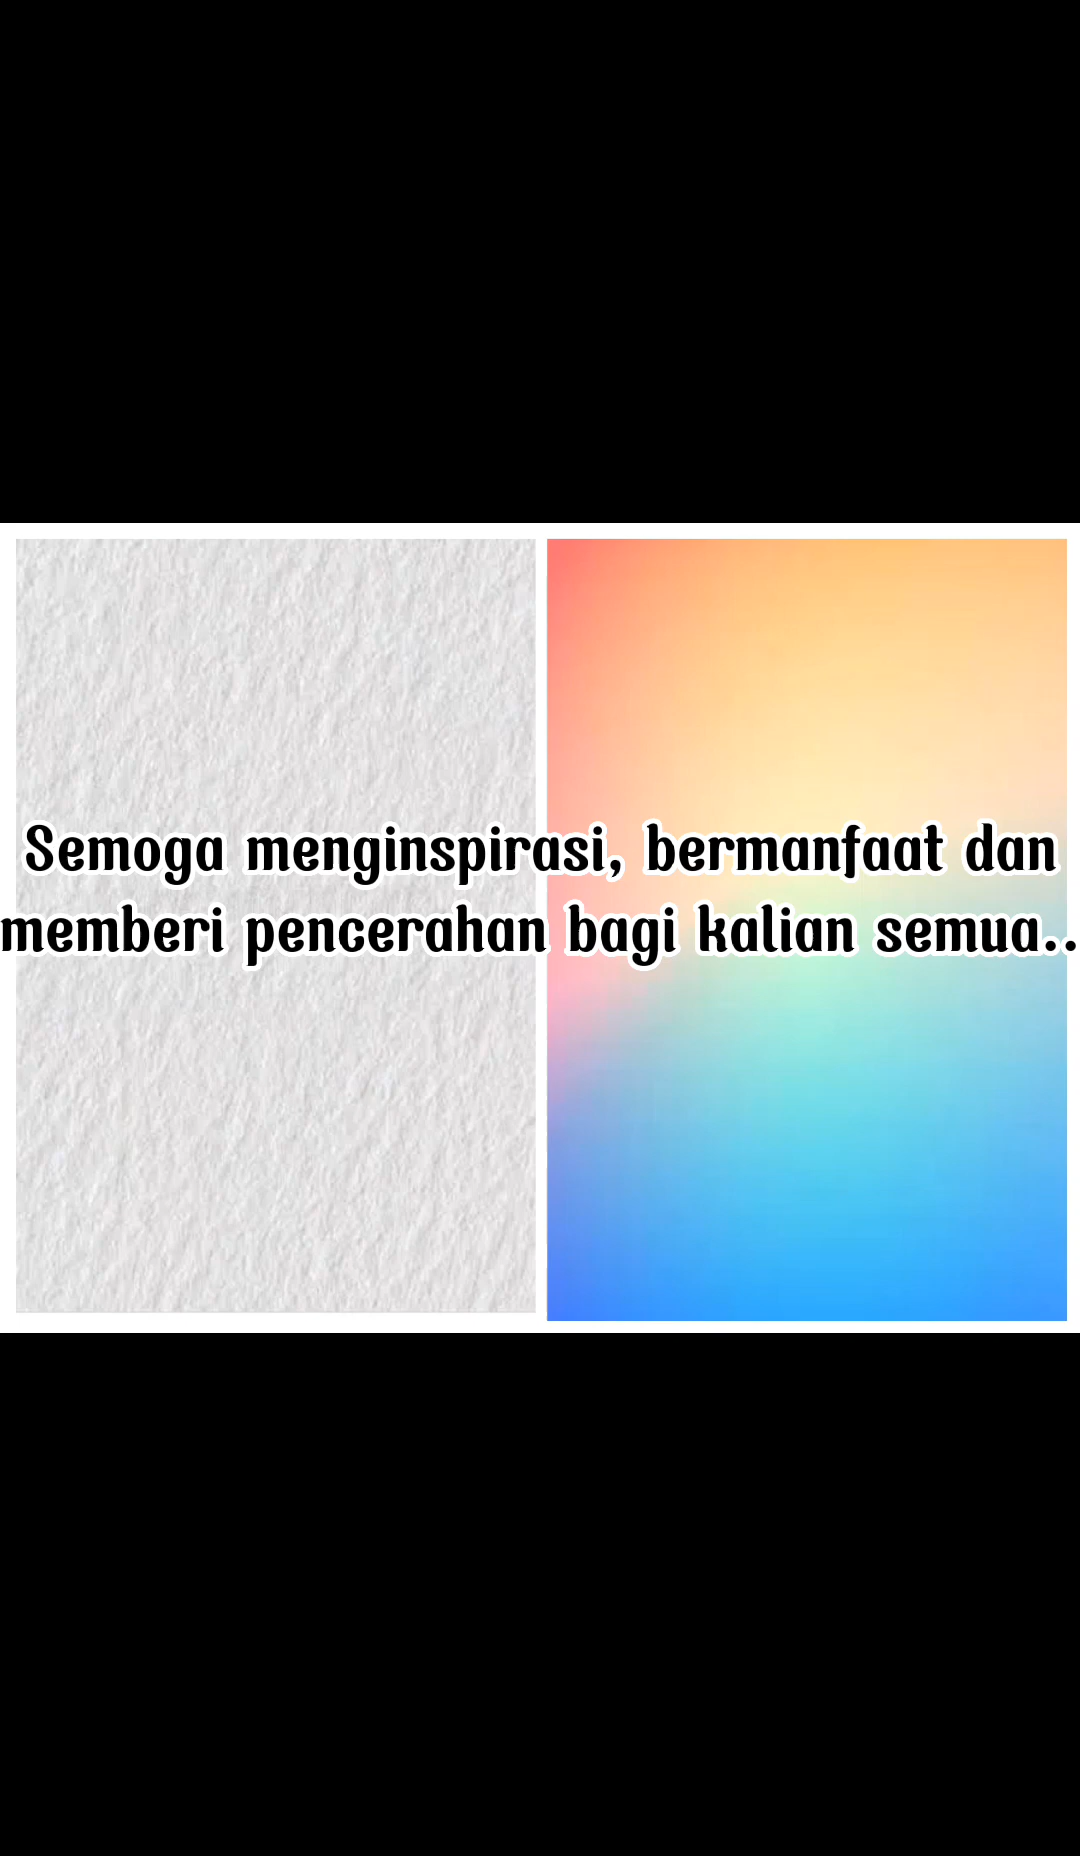 Semoga menginspirasi, bermanfaat dan
memberi pencerahan bagi kalian semua..